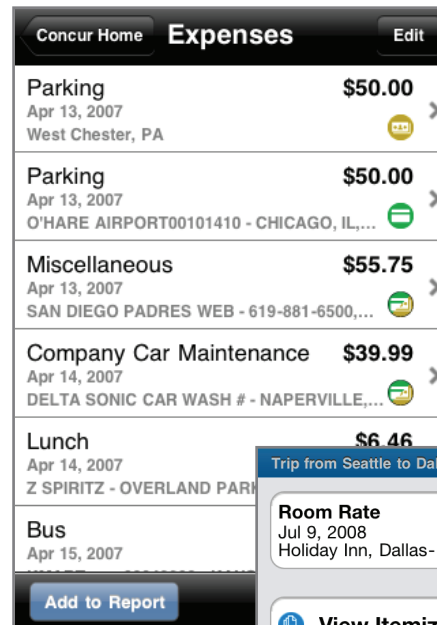 Concur Home Expenses Edit
Parking $50.00
Apr 13, 2007
West Chester, PA
Parking $50.00
Apr 13, 2007
O'HARE AIRPORT00101410 - CHICAGO, IL,...
Miscellaneous $55.75
Apr 13, 2007
SAN DIEGO PADRES WEB - 619-881-6500,...
Company Car Maintenance $39.99
Apr 14, 2007
DELTA SONIC CAR WASH # - NAPERVILLE,...
Lunch $6.46
Apr 14, 2007
Z SPIRITZ - OVERLAND PARK
Bus
Apr 15, 2007
Add to Report
Trip from Seattle to Dal
Room Rate
Jul 9, 2008
Holiday Inn, Dallas-
View Itemiz